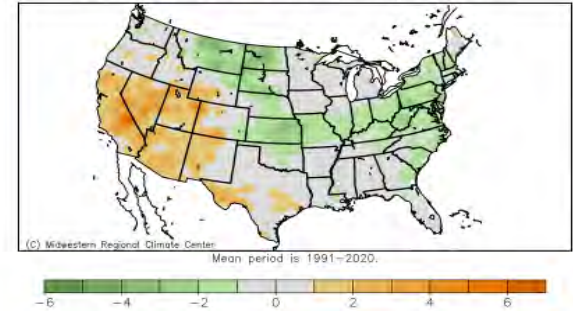 (C) Midwestern Regional Climate Center
Mean period is 1991-2020.
-6 -4 -2 0 2 4 6